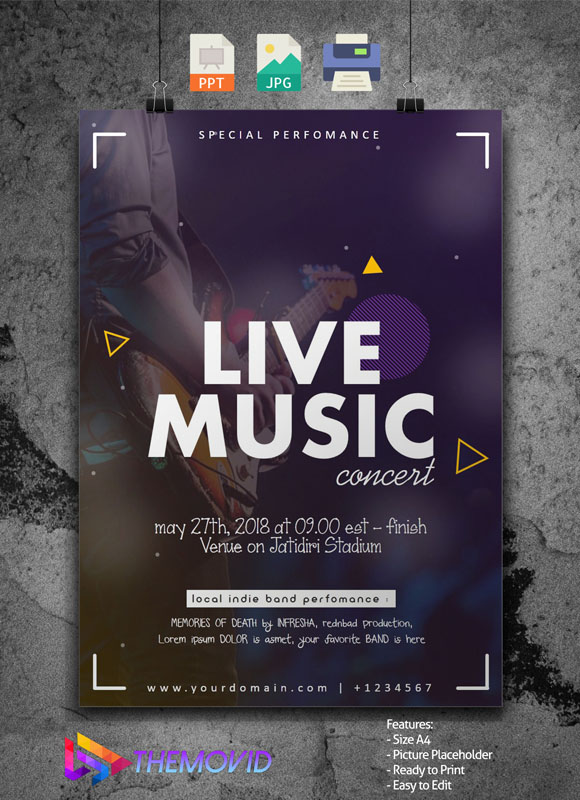 PPT
JPG
SPECIAL PERFOMANCE
LIVE
MUSIC
concert
may 27th, 2018 at 09.00 est - finish
Venue on Jatidiri Stadium
local indie band perfomance :
MEMORIES OF DEATH by INFRESHA, rednbad production,
Lorem ipsum DOLOR is asmet, your favorite BAND is here
www.yourdomain.com | +1234567
THEMOVID
Features:
- Size A4
- Picture Placeholder
- Ready to Print
- Easy to Edit